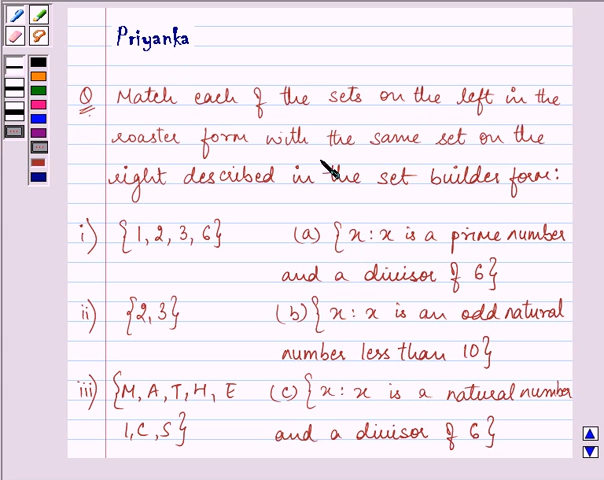 Priyanka
Q Match each of the sets on the left in the
roaster form with the same set on the
right described in the set builder form:
i) {1, 2, 3, 6} (a) {x : x is a prime number
and a divisor of 6}
ii) {2, 3} (b) {x : x is an odd natural
number less than 10}
iii) {M, A, T, H, E (c) {x : x is a natural number
I, C, S} and a divisor of 6}